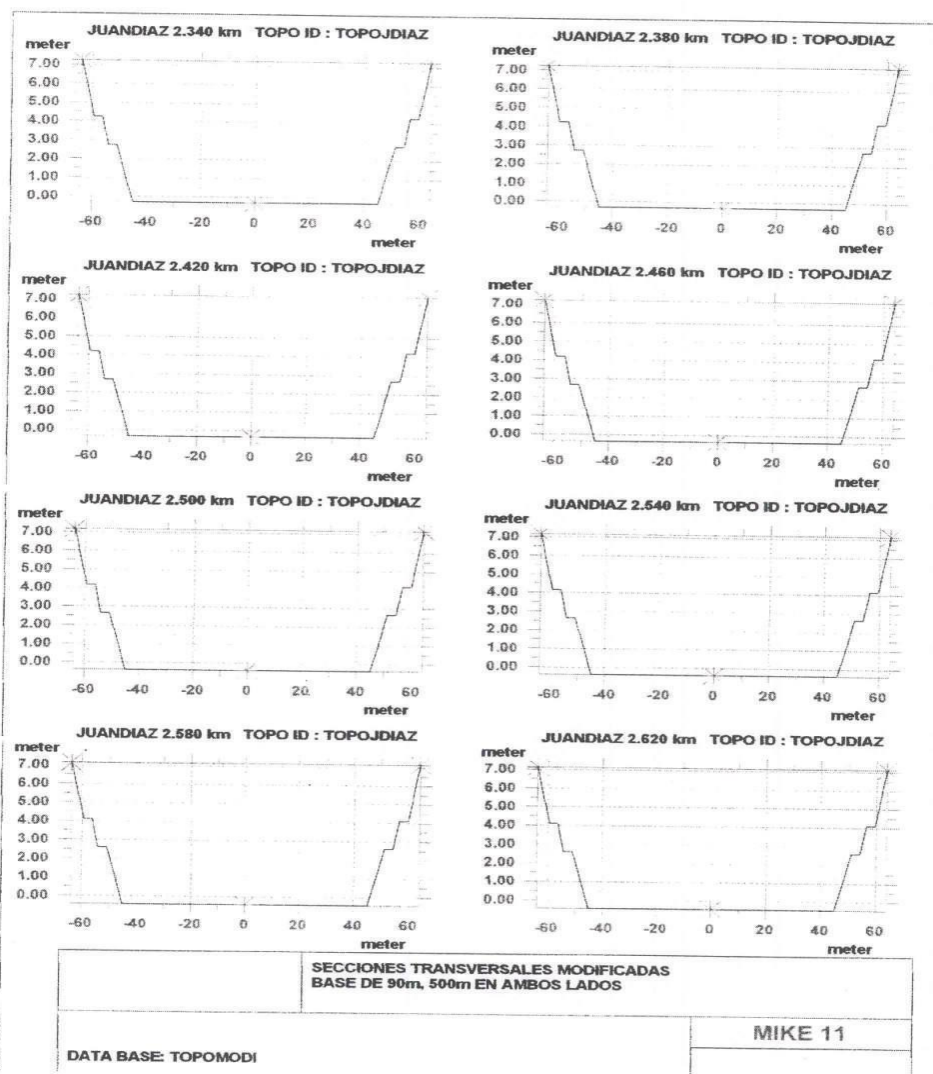 JUANDIAZ 2.340 km TOPO ID : TOPOJDIAZ
meter
7.00
6.00
5.00
4.00
3.00
2.00
1.00
0.00
-60 -40 -20 0 20 40 60
meter
JUANDIAZ 2.380 km TOPO ID : TOPOJDIAZ
meter
7.00
6.00
5.00
4.00
3.00
2.00
1.00
0.00
-60 -40 -20 0 20 40 60
meter
JUANDIAZ 2.420 km TOPO ID : TOPOJDIAZ
meter
7.00
6.00
5.00
4.00
3.00
2.00
1.00
0.00
-60 -40 -20 0 20 40 60
meter
JUANDIAZ 2.460 km TOPO ID : TOPOJDIAZ
meter
7.00
6.00
5.00
4.00
3.00
2.00
1.00
0.00
-60 -40 -20 0 20 40 60
meter
JUANDIAZ 2.500 km TOPO ID : TOPOJDIAZ
meter
7.00
6.00
5.00
4.00
3.00
2.00
1.00
0.00
-60 -40 -20 0 20 40 60
meter
JUANDIAZ 2.540 km TOPO ID : TOPOJDIAZ
meter
7.00
6.00
5.00
4.00
3.00
2.00
1.00
0.00
-60 -40 -20 0 20 40 60
meter
JUANDIAZ 2.580 km TOPO ID : TOPOJDIAZ
meter
7.00
6.00
5.00
4.00
3.00
2.00
1.00
0.00
-60 -40 -20 0 20 40 60
meter
JUANDIAZ 2.620 km TOPO ID : TOPOJDIAZ
meter
7.00
6.00
5.00
4.00
3.00
2.00
1.00
0.00
-60 -40 -20 0 20 40 60
meter
SECCIONES TRANSVERSALES MODIFICADAS
BASE DE 90m, 500m EN AMBOS LADOS
MIKE 11
DATA BASE: TOPOMODI